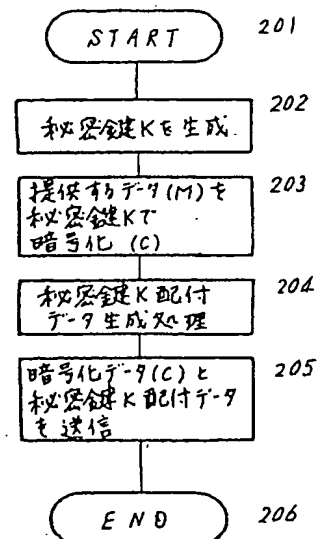 START 201
202
秘密鍵Kを生成.
203
提供するデータ(M)を
秘密鍵Kで
暗号化 (C)
204
秘密鍵K配付
データ生成処理
205
暗号化データ(C)と
秘密鍵K配付データ
を送信
END 206